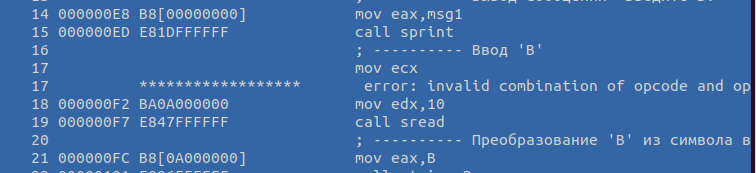 14 000000E8 B8[00000000] mov eax,msg1
15 000000ED E81DFFFFFF call sprint
16 ; ---------- Ввод 'B'
17 mov ecx
17 ****************** error: invalid combination of opcode and op
18 000000F2 BA0A000000 mov edx,10
19 000000F7 E847FFFFFF call sread
20 ; ---------- Преобразование 'B' из символа в
21 000000FC B8[0A000000] mov eax,B